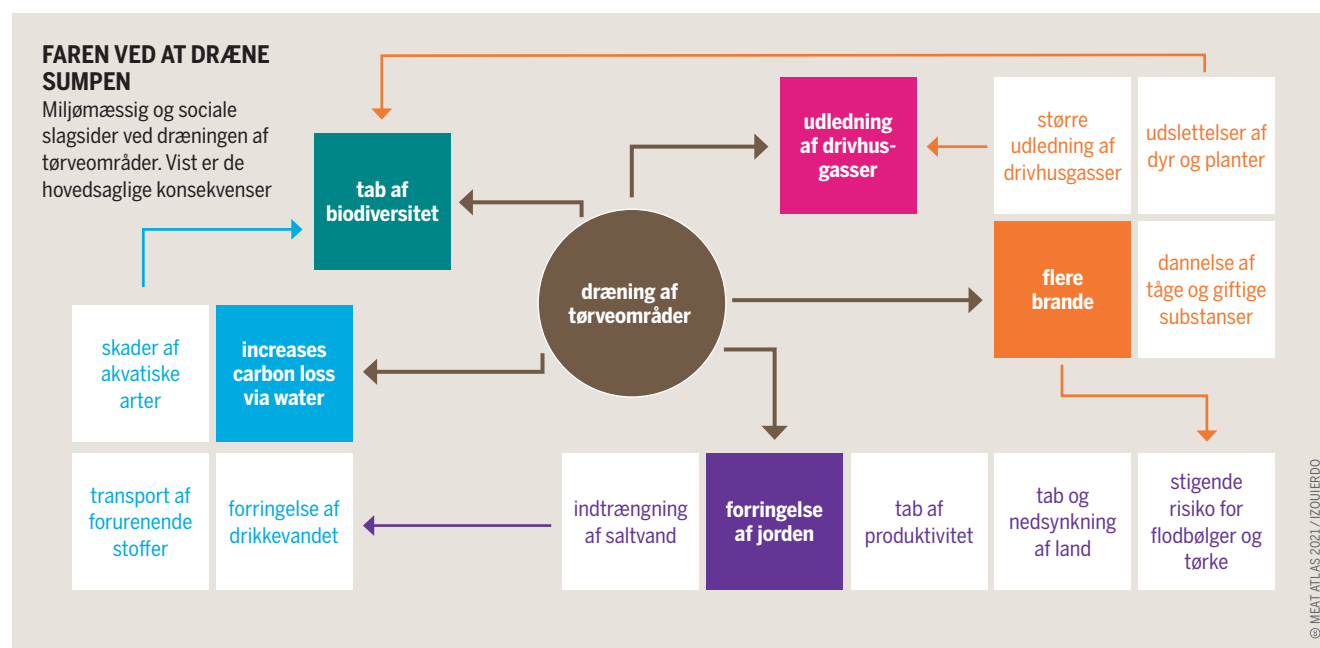 FAREN VED AT DRÆNE
SUMPEN
Miljømæssig og sociale
slagsider ved dræningen af
tørveområder. Vist er de
hovedsaglige konsekvenser
tab af
biodiversitet
udledning
af drivhus-
gasser
større
udledning af
drivhusgasser
udslettelser af
dyr og planter
dræning af
tørveområder
flere
brande
dannelse af
tåge og giftige
substanser
skader af
akvatiske
arter
increases
carbon loss
via water
transport af
forurenende
stoffer
forringelse af
drikkevandet
indtrængning
af saltvand
forringelse
af jorden
tab af
produktivitet
tab og
nedsynkning
af land
stigende
risiko for
flodbølger og
tørke
© MEAT ATLAS 2021 / IZQUIERDO